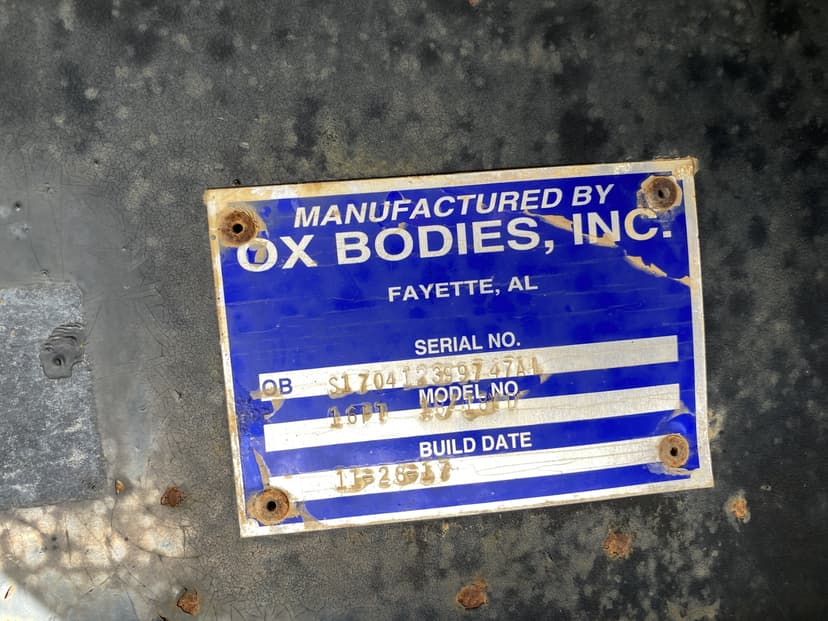 MANUFACTURED BY
OX BODIES, INC.
FAYETTE, AL
SERIAL NO.
OB
MODEL NO
BUILD DATE
11-28-17